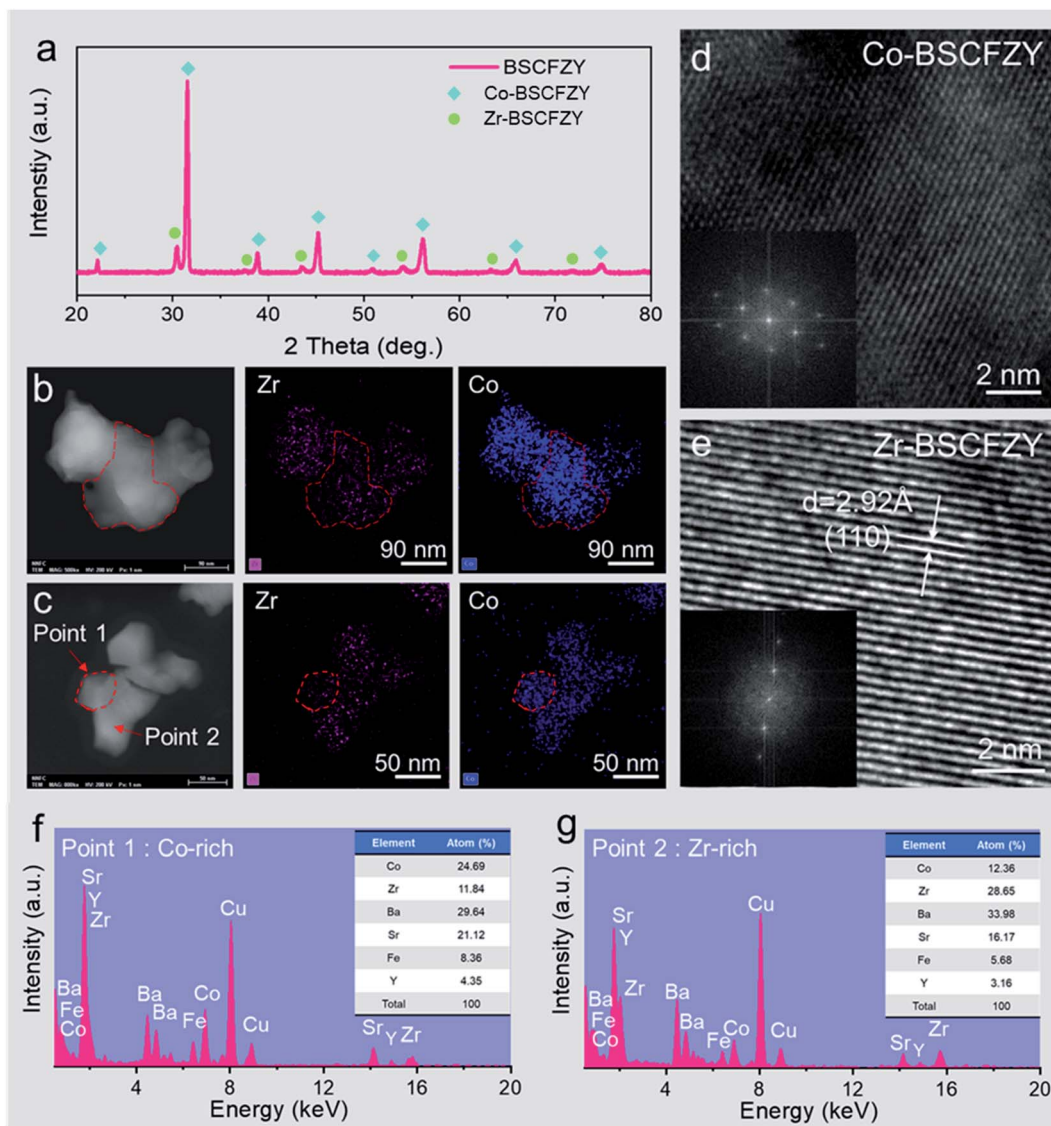 a
BSCFZY
Co-BSCFZY
Zr-BSCFZY
Intenstiy (a.u.)
20 30 40 50 60 70 80
2 Theta (deg.)
b
Zr
Co
90 nm
90 nm
90 nm
c
Point 1
Point 2
Zr
Co
50 nm
50 nm
50 nm
d
Co-BSCFZY
2 nm
e
Zr-BSCFZY
d=2.92Å
(110)
2 nm
f
Point 1 : Co-rich
Intensity (a.u.)
Sr
Y
Zr
Ba
Fe
Co
Ba
Ba
Fe
Co
Cu
Cu
Sr
Y
Zr
Element Atom (%)
Co 24.69
Zr 11.84
Ba 29.64
Sr 21.12
Fe 8.36
Y 4.35
Total 100
4 8 12 16 20
Energy (keV)
g
Point 2 : Zr-rich
Intensity (a.u.)
Sr
Y
Zr
Ba
Fe
Co
Ba
Ba
Fe
Co
Cu
Cu
Sr
Y
Zr
Element Atom (%)
Co 12.36
Zr 28.65
Ba 33.98
Sr 16.17
Fe 5.68
Y 3.16
Total 100
4 8 12 16 20
Energy (keV)